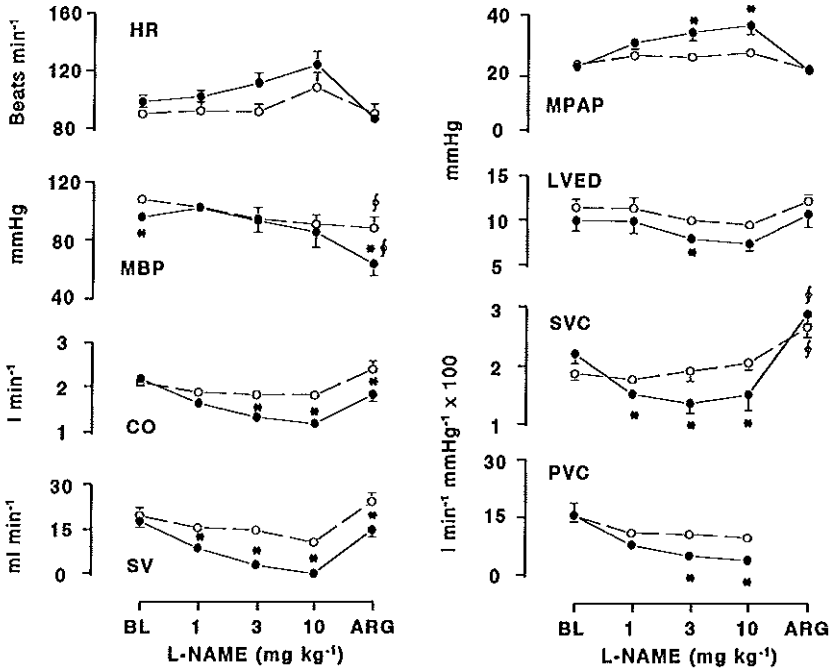 HR
Beats min⁻¹
160
120
80
MBP
mmHg
120
80
40
*
∮
* ∮
CO
l min⁻¹
3
2
1
* * *
SV
ml min⁻¹
30
15
0
* * * *
BL 1 3 10 ARG
L-NAME (mg kg⁻¹)
MPAP
mmHg
40
20
0
* *
LVED
15
10
5
*
SVC
l min⁻¹ mmHg⁻¹ x 100
3
2
1
∮
∮
* * *
PVC
30
15
0
* *
BL 1 3 10 ARG
L-NAME (mg kg⁻¹)